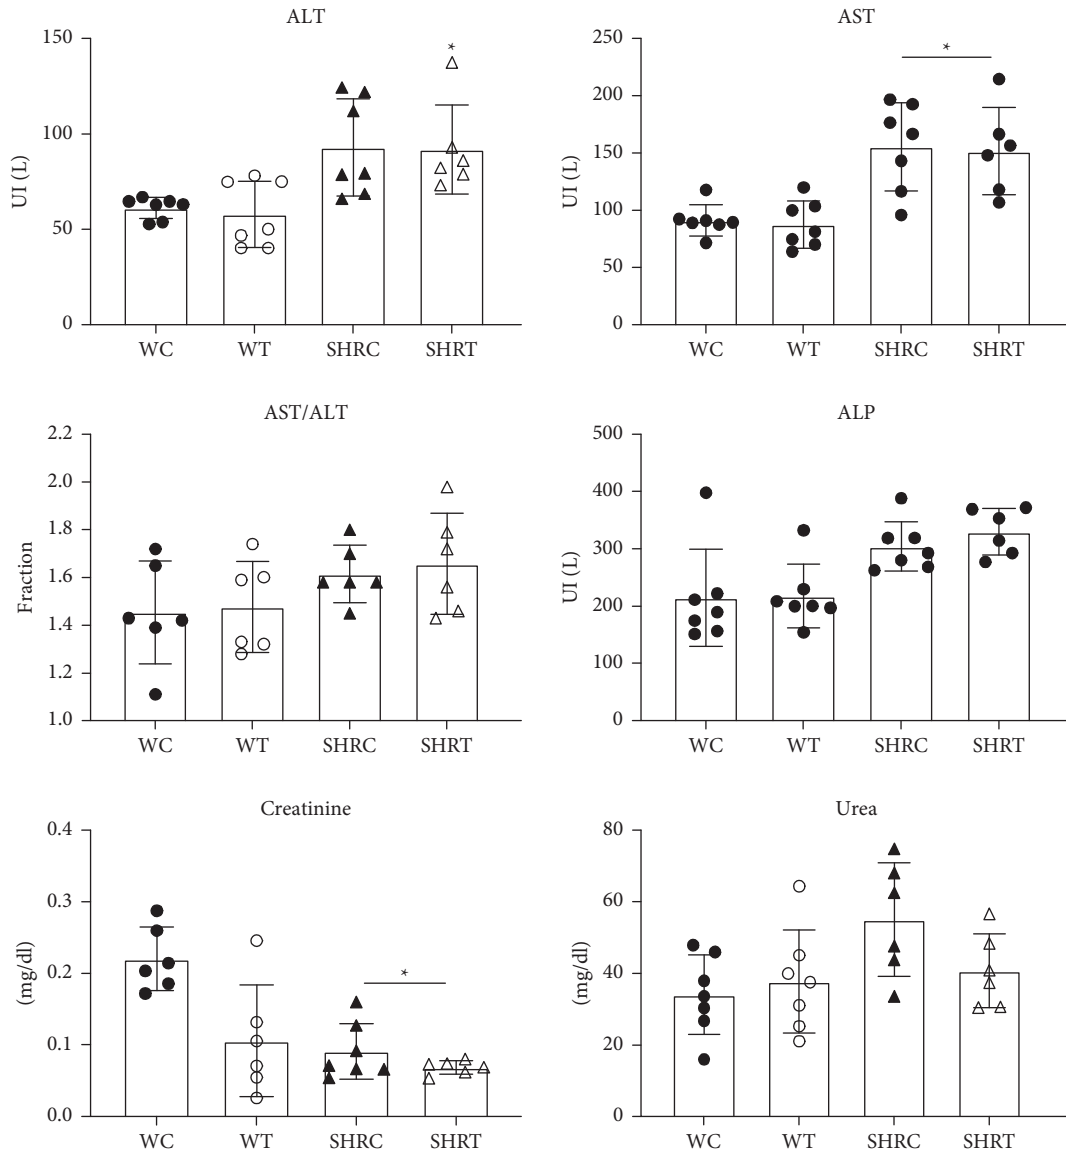 ALT
UI (L)
150
100
50
0
*
WC WT SHRC SHRT
AST
UI (L)
250
200
150
100
50
0
*
WC WT SHRC SHRT
AST/ALT
Fraction
2.2
2.0
1.8
1.6
1.4
1.2
1.0
WC WT SHRC SHRT
ALP
UI (L)
500
400
300
200
100
0
WC WT SHRC SHRT
Creatinine
(mg/dl)
0.4
0.3
0.2
0.1
0.0
*
WC WT SHRC SHRT
Urea
(mg/dl)
80
60
40
20
0
WC WT SHRC SHRT